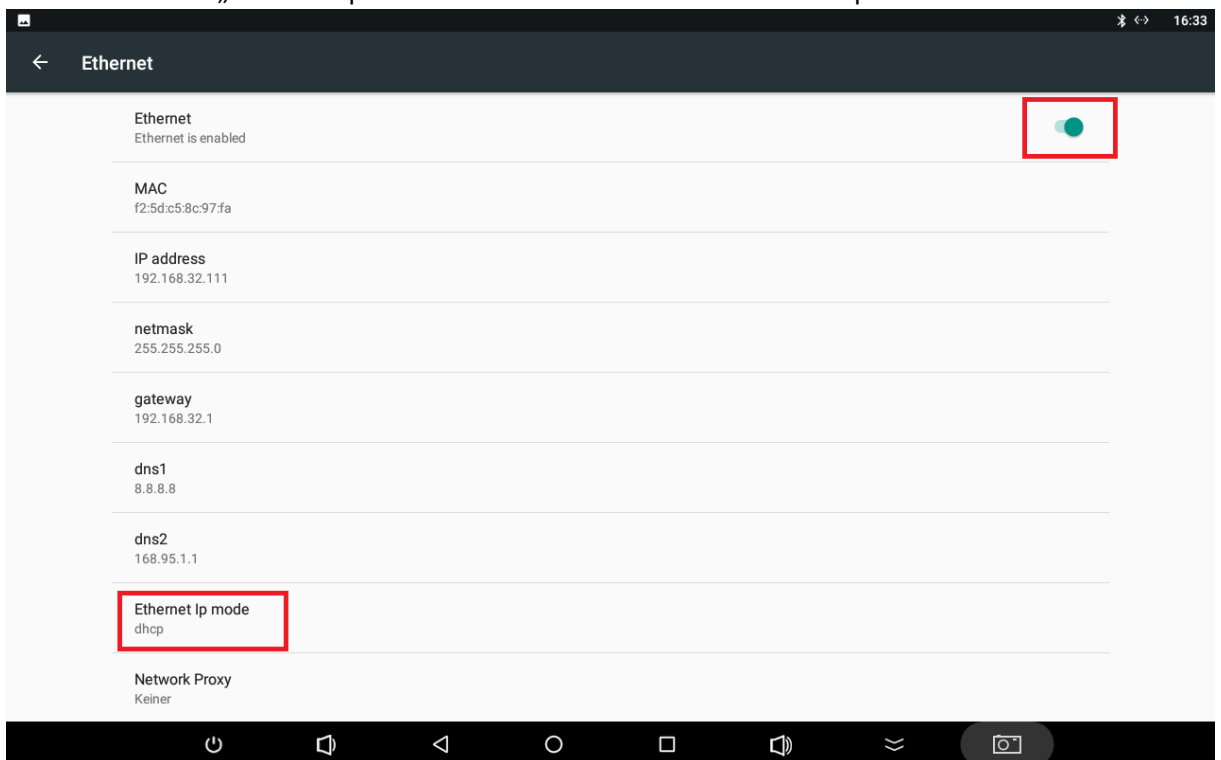 16:33
Ethernet
Ethernet
Ethernet is enabled
MAC
f2:5d:c5:8c:97:fa
IP address
192.168.32.111
netmask
255.255.255.0
gateway
192.168.32.1
dns1
8.8.8.8
dns2
168.95.1.1
Ethernet Ip mode
dhcp
Network Proxy
Keiner